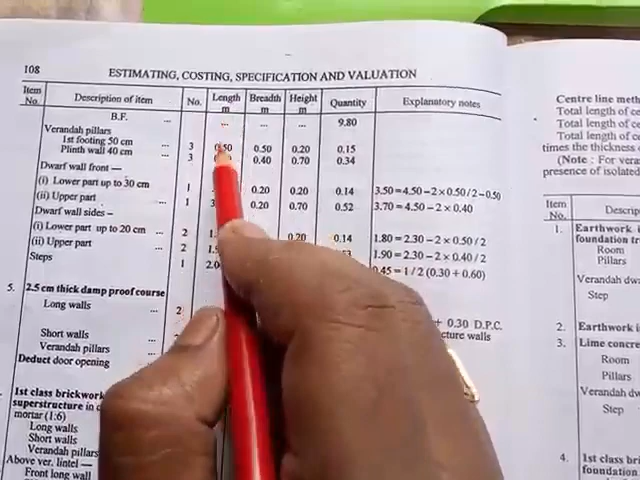 108
ESTIMATING, COSTING, SPECIFICATION AND VALUATION
Item No. Description of item No. Length m Breadth m Height m Quantity Explanatory notes
B.F. ... ... ... ... 9.80
Verandah pillars
1st footing 50 cm ... 3 0.50 0.50 0.20 0.15
Plinth wall 40 cm ... 3 0.40 0.70 0.34
Dwarf wall front—
(i) Lower part up to 30 cm 1 0.20 0.20 0.14 3.50=4.50−2×0.50/2−0.50
(ii) Upper part ... 1 0.20 0.70 0.52 3.70=4.50−2×0.40
Dwarf wall sides—
(i) Lower part up to 20 cm ... 2 0.20 0.14 1.80=2.30−2×0.50/2
(ii) Upper part ... 2 1.90=2.30−2×0.40/2
Steps 1 2.0 0.45=1/2(0.30+0.60)
5. 2.5 cm thick damp proof course
Long walls ... 2
+ 0.30 D.P.C.
walls
Short walls ...
Verandah pillars ...
Deduct door opening
1st class brickwork
superstructure in
mortar (1:6)
Long walls
Short walls
Verandah pillars
Above ver. lintel—
Front long wall
Centre line meth
Total length of ce
Total length of
Total length of
times the thickness
(Note : For vera
presence of isolated
Item No.
1. Earthwork
foundation tr
Room
Pillars
Verandah dw
Step
2. Earthwork i
3. Lime concre
Room
Pillars
Verandah dw
Step
4. 1st class bri
foundation